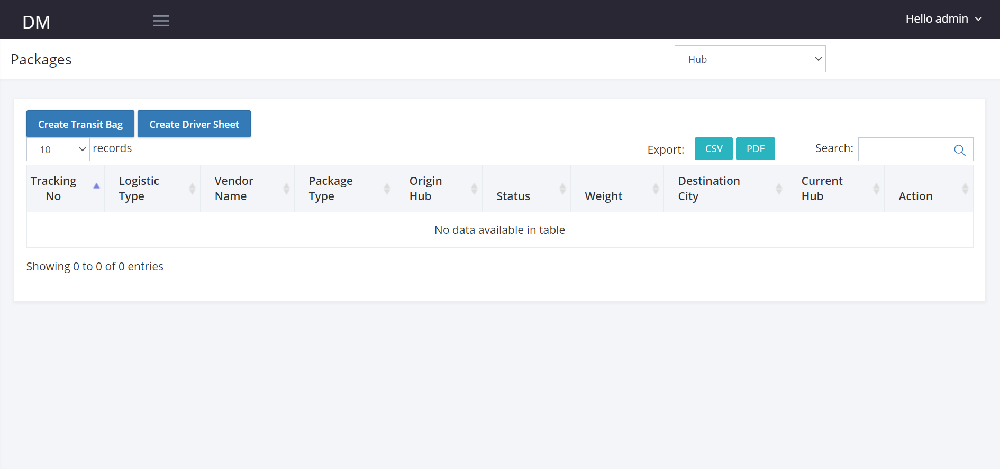 DM
Hello admin
Packages
Hub
Create Transit Bag
Create Driver Sheet
10
records
Export:
CSV
PDF
Search:
Tracking
No
Logistic
Type
Vendor
Name
Package
Type
Origin
Hub
Status
Weight
Destination
City
Current
Hub
Action
No data available in table
Showing 0 to 0 of 0 entries